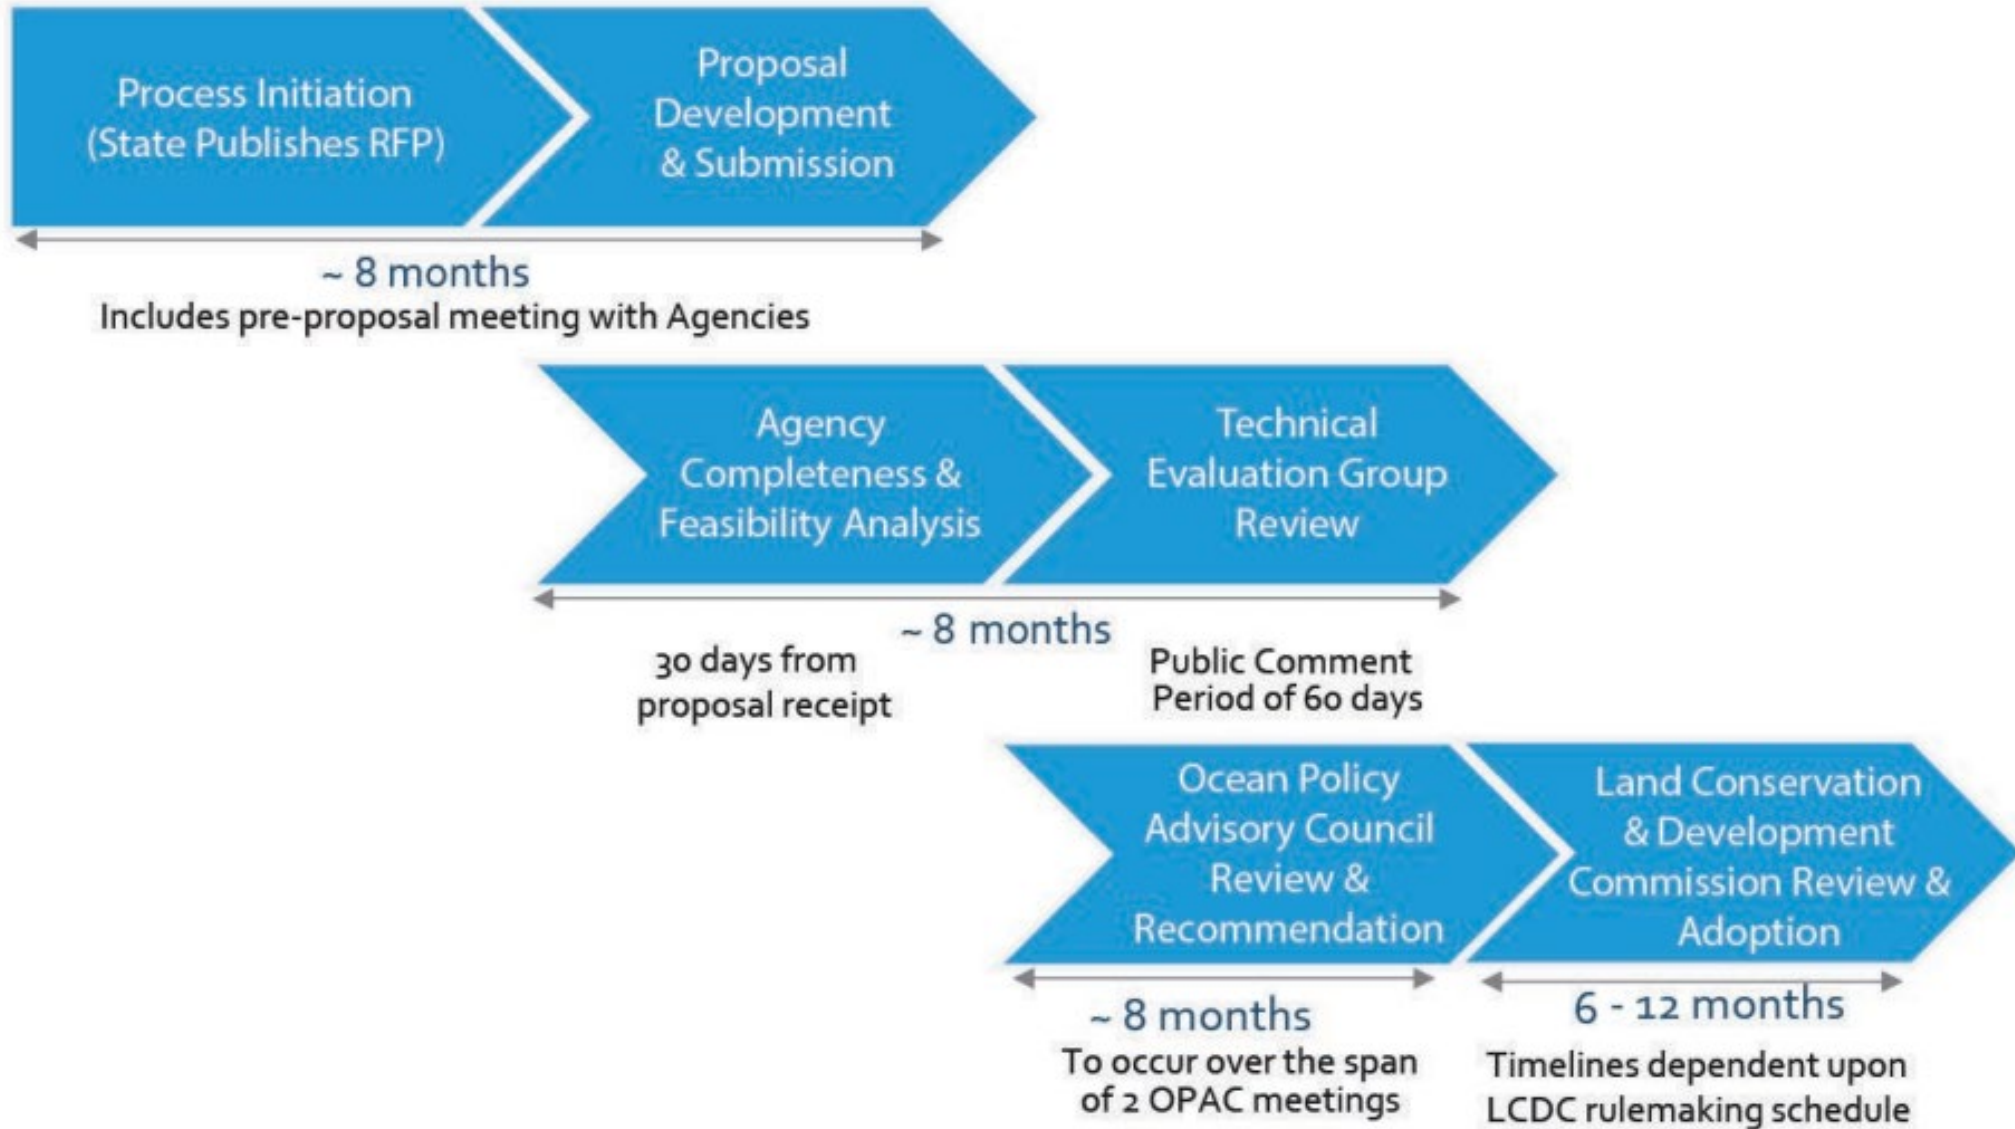 Process Initiation
(State Publishes RFP)
Proposal
Development
& Submission
~ 8 months
Includes pre-proposal meeting with Agencies
Agency
Completeness &
Feasibility Analysis
Technical
Evaluation Group
Review
~ 8 months
30 days from
proposal receipt
Public Comment
Period of 60 days
Ocean Policy
Advisory Council
Review &
Recommendation
Land Conservation
& Development
Commission Review &
Adoption
~ 8 months
To occur over the span
of 2 OPAC meetings
6 - 12 months
Timelines dependent upon
LCDC rulemaking schedule